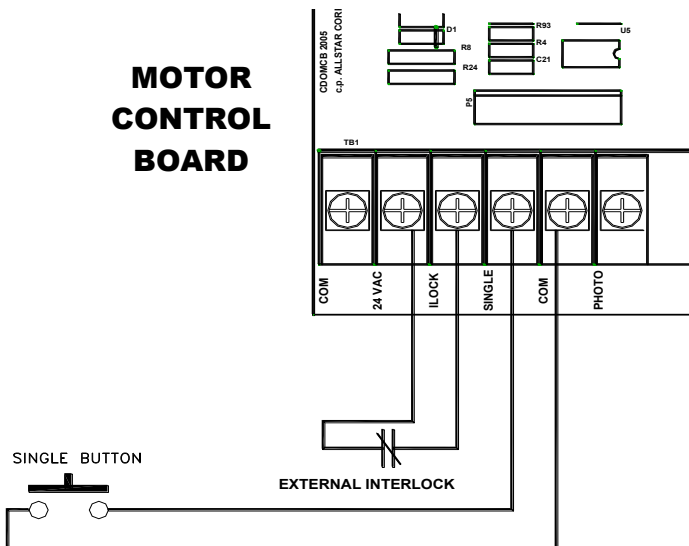 MOTOR
CONTROL
BOARD
CDOMCB 2005
c.p. ALLSTAR CORI
D1
R8
R24
R93
R4
C21
U5
P5
TB1
COM
24 VAC
ILOCK
SINGLE
COM
PHOTO
EXTERNAL INTERLOCK
SINGLE BUTTON